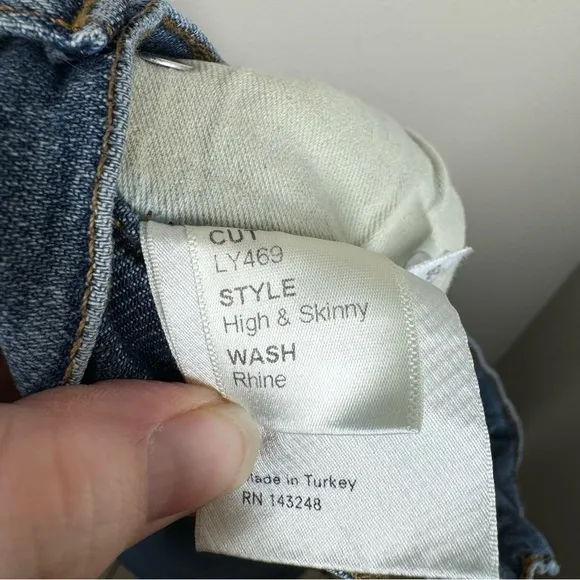 CUT
LY469
STYLE
High & Skinny
WASH
Rhine
Made in Turkey
RN 143248